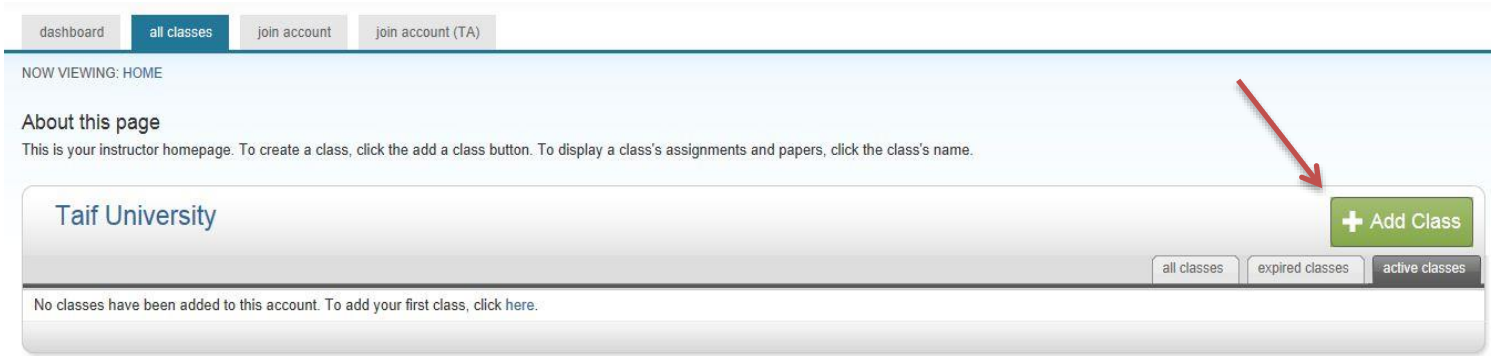 dashboard all classes join account join account (TA)
NOW VIEWING: HOME
About this page
This is your instructor homepage. To create a class, click the add a class button. To display a class's assignments and papers, click the class's name.
Taif University
+ Add Class
all classes expired classes active classes
No classes have been added to this account. To add your first class, click here.